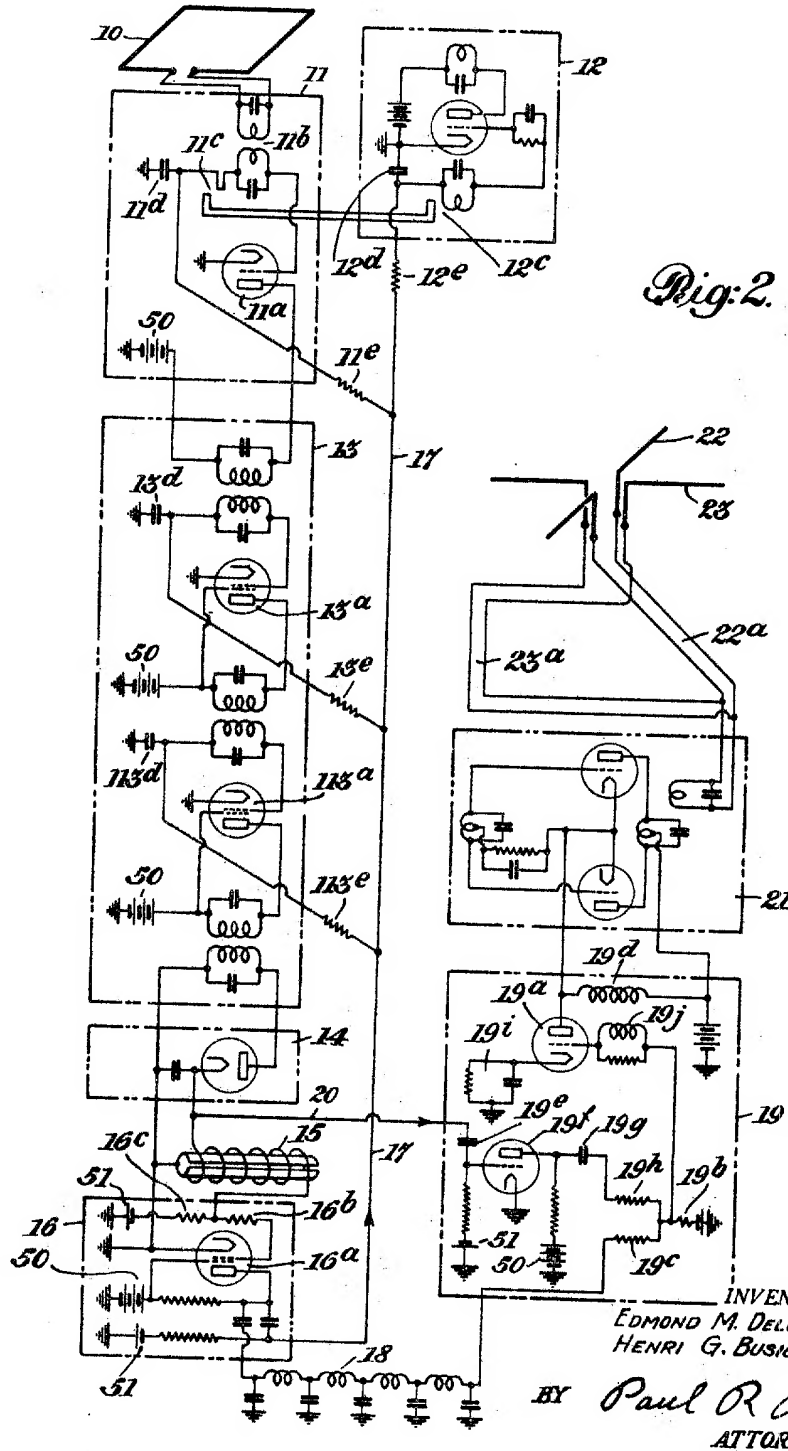 10
11
12
11b
11c
11d
12d
12c
12e
11a
50
11e
Fig:2.
13
17
22
23
13d
13a
22a
23a
50
13e
113d
113a
50
113e
21
19d
19a
19j
14
19i
20
19e
19f
19g
19
15
19h
16c
17
19b
51
16b
16
16a
51
50
19c
50
INVEN
EDMOND M. DEL
HENRI G. BUSI
51
18
BY Paul R
ATTOR